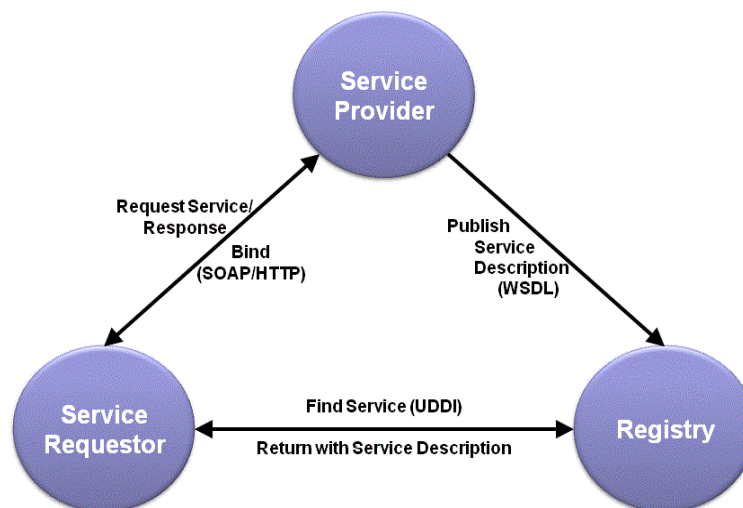 Service
Provider
Request Service/
Response
Bind
(SOAP/HTTP)
Publish
Service
Description
(WSDL)
Service
Requestor
Find Service (UDDI)
Return with Service Description
Registry